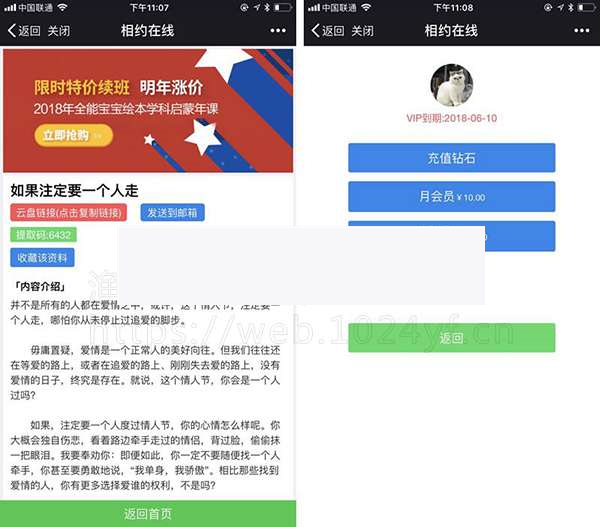 中国联通 下午11:07
返回 关闭 相约在线
限时特价续班 明年涨价
2018年全能宝宝绘本学科启蒙年课
立即抢购
如果注定要一个人走
云盘链接(点击复制链接) 发送到邮箱
提取码:6432
收藏该资料
「内容介绍」
并不是所有的人都在爱情之中,或许,这个情人节,注定要一
个人走,哪怕你从未停止过追爱的脚步。
毋庸置疑,爱情是一个正常人的美好向往。但我们往往还
在等爱的路上,或者在追爱的路上、刚刚失去爱的路上,没有
爱情的日子,终究是存在。就说,这个情人节,你会是一个人
过吗?
如果,注定要一个人度过情人节,你的心情怎么样呢。你
大概会独自伤悲,看着路边牵手走过的情侣,背过脸,偷偷抹
一把眼泪。我要奉劝你:即便如此,你一定不要随便找一个人
牵手,你甚至要勇敢地说,“我单身,我骄傲”。相比那些找到
爱情的人,你有更多选择爱谁的权利,不是吗?
返回首页
中国联通 下午11:08
返回 关闭 相约在线
VIP到期:2018-06-10
充值钻石
月会员 ¥10.00
返回
https://web.1024yf.cn